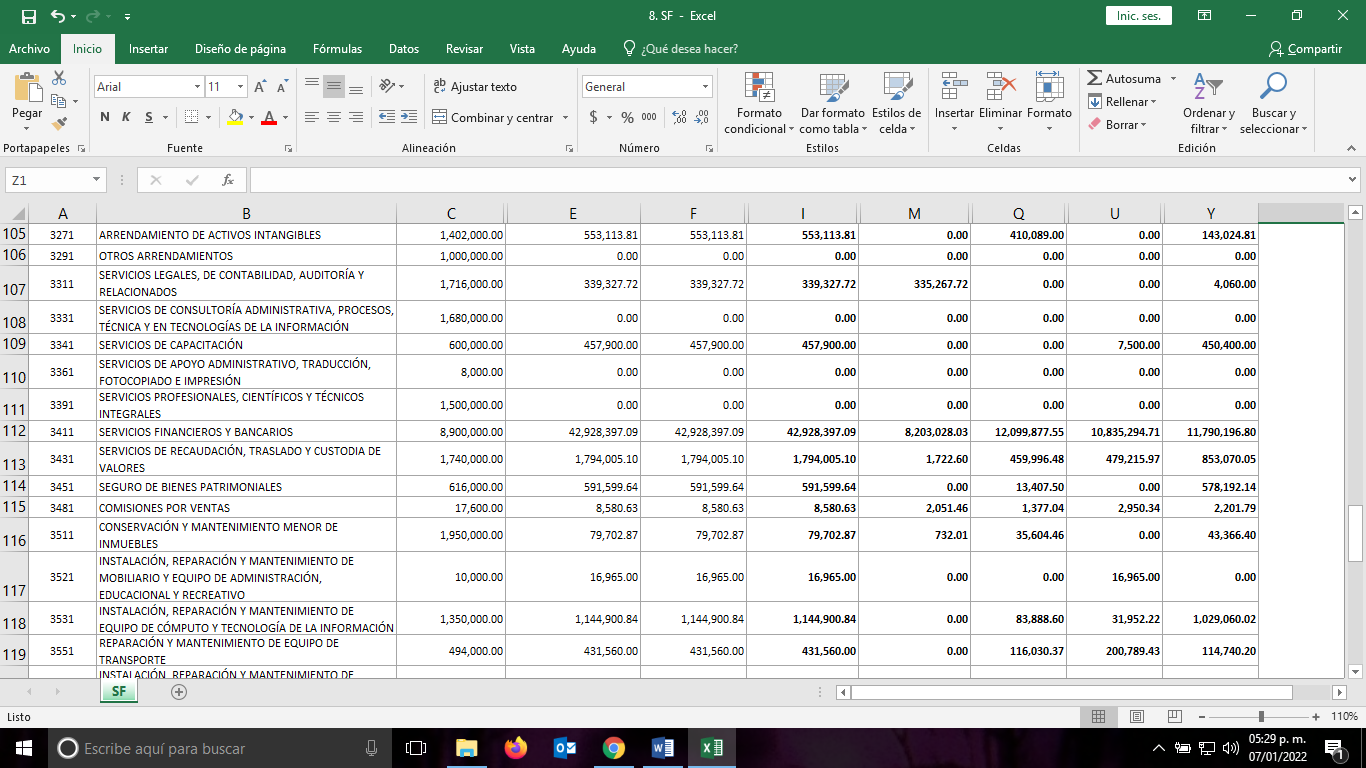 8. SF - Excel
Inic. ses.
Archivo Inicio Insertar Diseño de página Fórmulas Datos Revisar Vista Ayuda ¿Qué desea hacer? Compartir
Pegar
Arial 11
N K S
Ajustar texto
Combinar y centrar
General
$ % 000
Formato condicional
Dar formato como tabla
Estilos de celda
Insertar Eliminar Formato
Autosuma
Rellenar
Borrar
Ordenar y filtrar
Buscar y seleccionar
Portapapeles Fuente Alineación Número Estilos Celdas Edición
Z1 fx
A B C E F I M Q U Y
105 3271 ARRENDAMIENTO DE ACTIVOS INTANGIBLES 1,402,000.00 553,113.81 553,113.81 553,113.81 0.00 410,089.00 0.00 143,024.81
106 3291 OTROS ARRENDAMIENTOS 1,000,000.00 0.00 0.00 0.00 0.00 0.00 0.00 0.00
107 3311 SERVICIOS LEGALES, DE CONTABILIDAD, AUDITORÍA Y
RELACIONADOS 1,716,000.00 339,327.72 339,327.72 339,327.72 335,267.72 0.00 0.00 4,060.00
108 3331 SERVICIOS DE CONSULTORÍA ADMINISTRATIVA, PROCESOS,
TÉCNICA Y EN TECNOLOGÍAS DE LA INFORMACIÓN 1,680,000.00 0.00 0.00 0.00 0.00 0.00 0.00 0.00
109 3341 SERVICIOS DE CAPACITACIÓN 600,000.00 457,900.00 457,900.00 457,900.00 0.00 0.00 7,500.00 450,400.00
110 3361 SERVICIOS DE APOYO ADMINISTRATIVO, TRADUCCIÓN,
FOTOCOPIADO E IMPRESIÓN 8,000.00 0.00 0.00 0.00 0.00 0.00 0.00 0.00
111 3391 SERVICIOS PROFESIONALES, CIENTÍFICOS Y TÉCNICOS
INTEGRALES 1,500,000.00 0.00 0.00 0.00 0.00 0.00 0.00 0.00
112 3411 SERVICIOS FINANCIEROS Y BANCARIOS 8,900,000.00 42,928,397.09 42,928,397.09 42,928,397.09 8,203,028.03 12,099,877.55 10,835,294.71 11,790,196.80
113 3431 SERVICIOS DE RECAUDACIÓN, TRASLADO Y CUSTODIA DE
VALORES 1,740,000.00 1,794,005.10 1,794,005.10 1,794,005.10 1,722.60 459,996.48 479,215.97 853,070.05
114 3451 SEGURO DE BIENES PATRIMONIALES 616,000.00 591,599.64 591,599.64 591,599.64 0.00 13,407.50 0.00 578,192.14
115 3481 COMISIONES POR VENTAS 17,600.00 8,580.63 8,580.63 8,580.63 2,051.46 1,377.04 2,950.34 2,201.79
116 3511 CONSERVACIÓN Y MANTENIMIENTO MENOR DE
INMUEBLES 1,950,000.00 79,702.87 79,702.87 79,702.87 732.01 35,604.46 0.00 43,366.40
117 3521 INSTALACIÓN, REPARACIÓN Y MANTENIMIENTO DE
MOBILIARIO Y EQUIPO DE ADMINISTRACIÓN,
EDUCACIONAL Y RECREATIVO 10,000.00 16,965.00 16,965.00 16,965.00 0.00 0.00 16,965.00 0.00
118 3531 INSTALACIÓN, REPARACIÓN Y MANTENIMIENTO DE
EQUIPO DE CÓMPUTO Y TECNOLOGÍA DE LA INFORMACIÓN 1,350,000.00 1,144,900.84 1,144,900.84 1,144,900.84 0.00 83,888.60 31,952.22 1,029,060.02
119 3551 REPARACIÓN Y MANTENIMIENTO DE EQUIPO DE
TRANSPORTE 494,000.00 431,560.00 431,560.00 431,560.00 0.00 116,030.37 200,789.43 114,740.20
INSTALACIÓN, REPARACIÓN Y MANTENIMIENTO DE
SF
Listo 110%
Escribe aquí para buscar
05:29 p. m.
07/01/2022
1